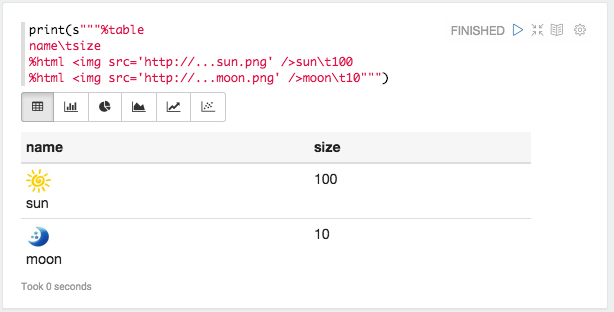 print(s"""%table
FINISHED
name\tsize
%html <img src='http://...sun.png' />sun\t100
%html <img src='http://...moon.png' />moon\t10""")
name size
sun 100
moon 10
Took 0 seconds